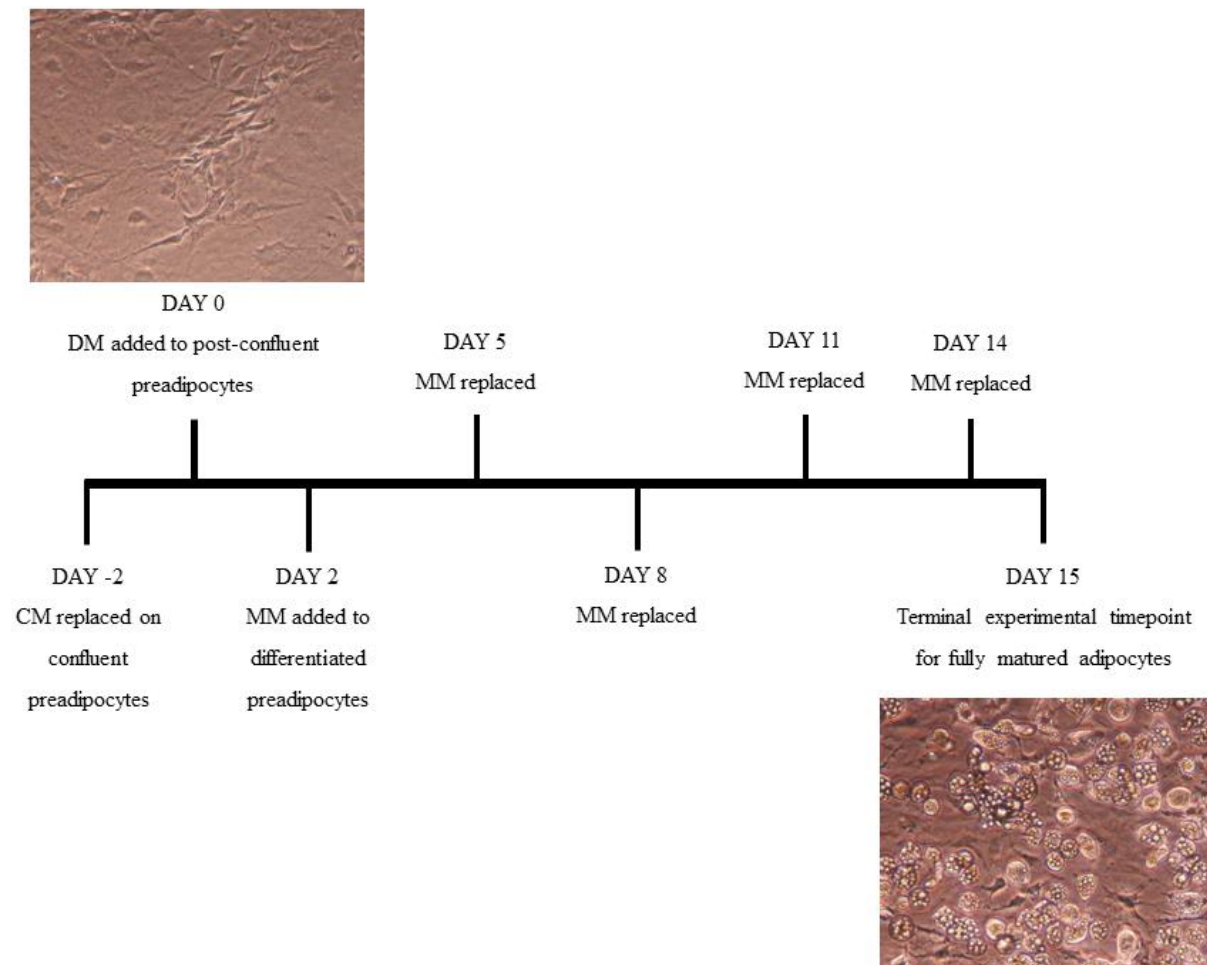 DAY 0
DM added to post-confluent
preadipocytes
DAY 5
MM replaced
DAY 11
MM replaced
DAY 14
MM replaced
DAY -2
CM replaced on
confluent
preadipocytes
DAY 2
MM added to
differentiated
preadipocytes
DAY 8
MM replaced
DAY 15
Terminal experimental timepoint
for fully matured adipocytes